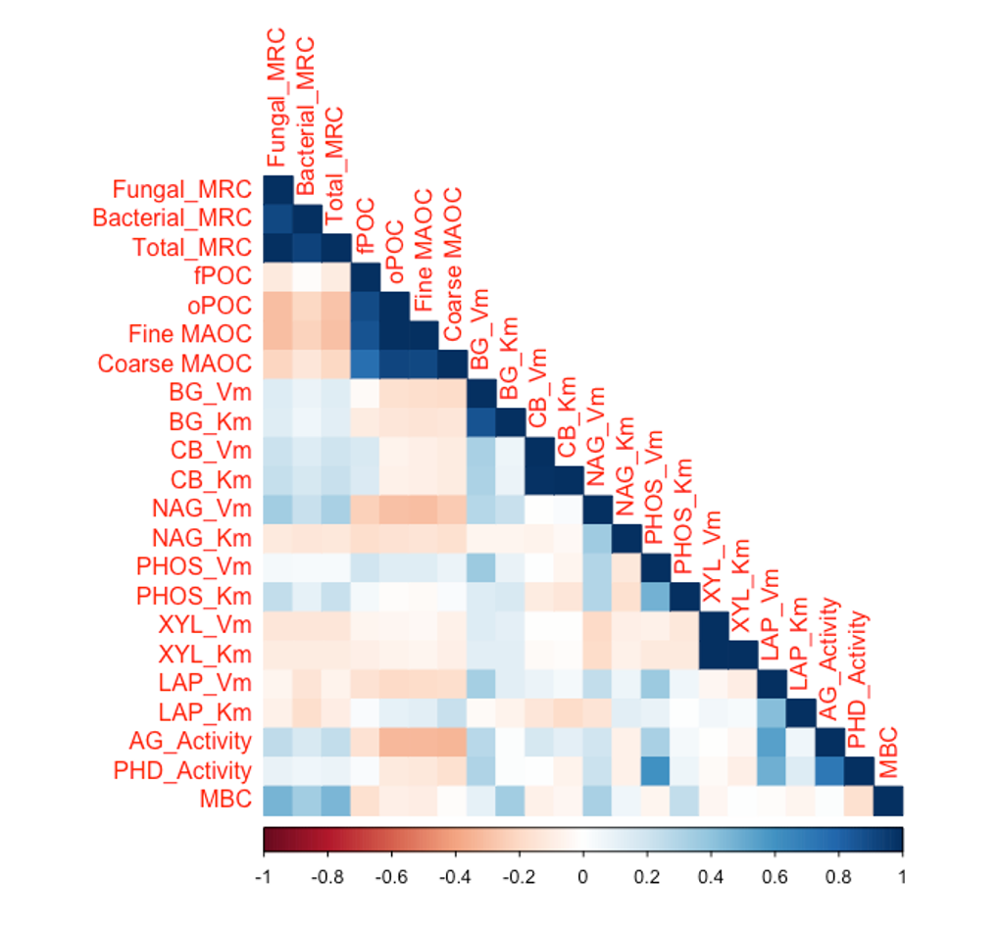 Fungal_MRC
Bacterial_MRC
Total_MRC
fPOC
oPOC
Fine MAOC
Coarse MAOC
BG_Vm
BG_Km
CB_Vm
CB_Km
NAG_Vm
NAG_Km
PHOS_Vm
PHOS_Km
XYL_Vm
XYL_Km
LAP_Vm
LAP_Km
AG_Activity
PHD_Activity
MBC
Fungal_MRC
Bacterial_MRC
Total_MRC
fPOC
oPOC
Fine MAOC
Coarse MAOC
BG_Vm
BG_Km
CB_Vm
CB_Km
NAG_Vm
NAG_Km
PHOS_Vm
PHOS_Km
XYL_Vm
XYL_Km
LAP_Vm
LAP_Km
AG_Activity
PHD_Activity
MBC
-1 -0.8 -0.6 -0.4 -0.2 0 0.2 0.4 0.6 0.8 1